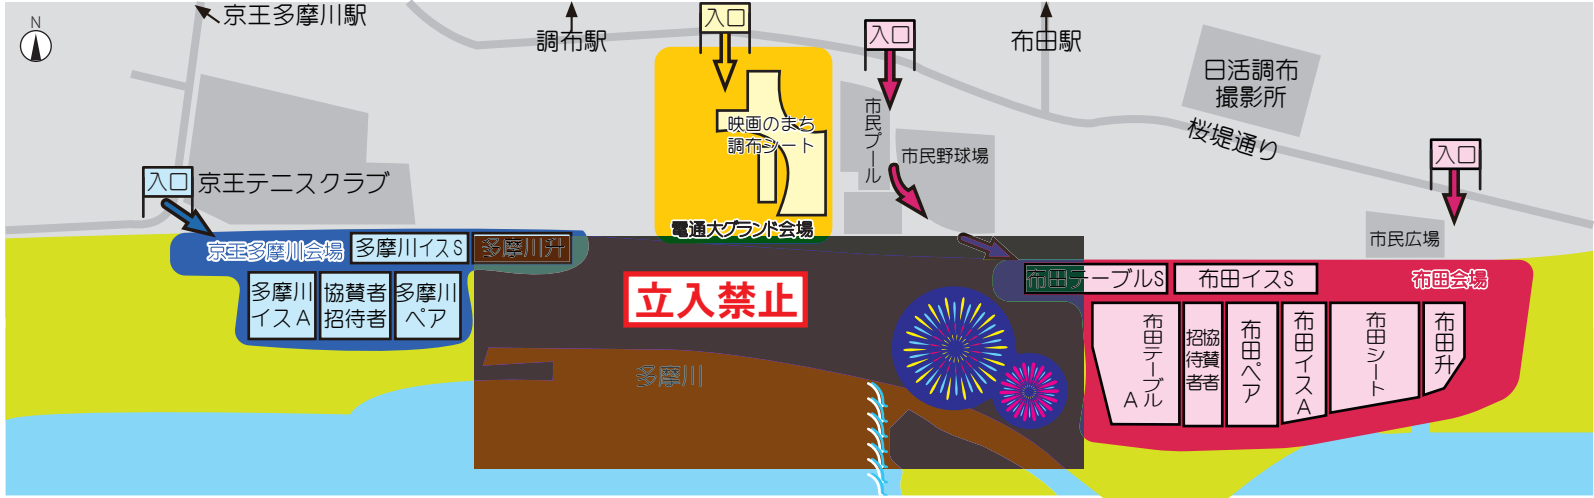 京王多摩川駅
N
調布駅
入口
入口
布田駅
日活調布
撮影所
桜堤通り
市民プール
映画のまち
調布シート
市民野球場
入口
入口
京王テニスクラブ
電通大グランド会場
市民広場
京王多摩川会場
多摩川イスS
多摩川升
多摩川
イスA
協賛者
招待者
多摩川
ペア
立入禁止
多摩川
布田テーブルS
布田イスS
布田会場
布田テーブル
A
協賛者
招待者
布田ペア
布田イスA
布田シート
布田升